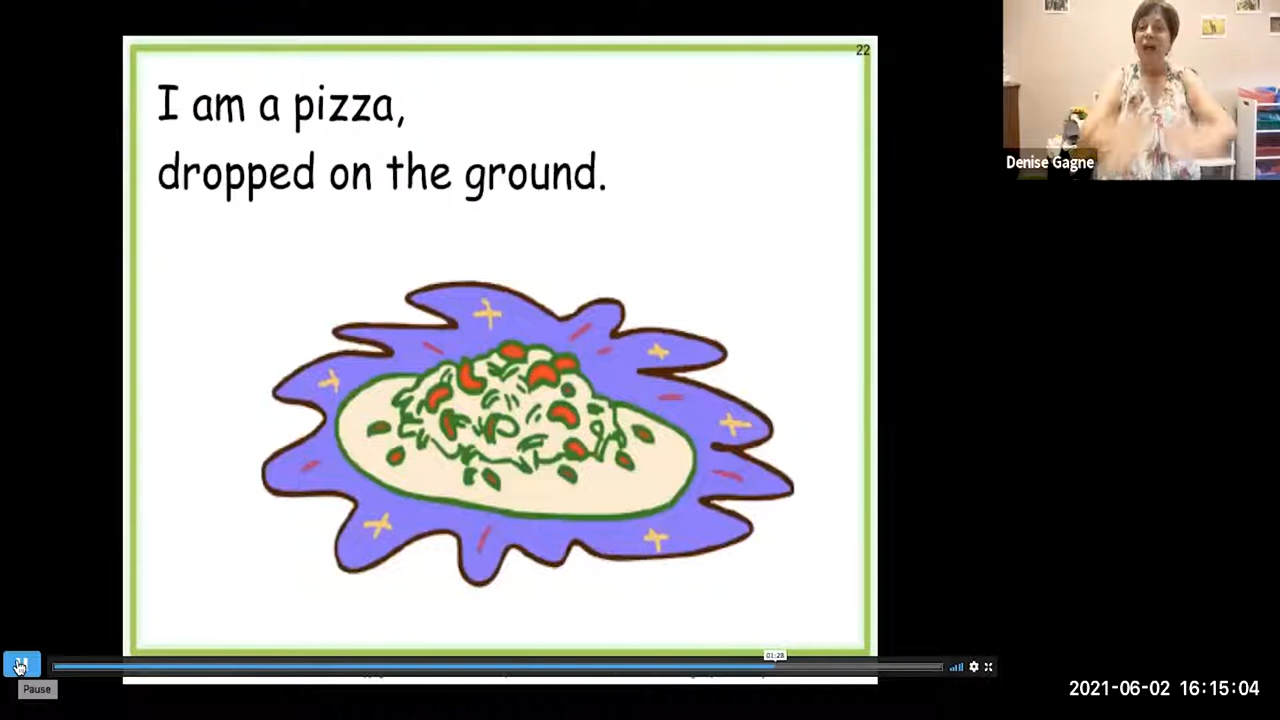 22
I am a pizza,
dropped on the ground.
Denise Gagne
01:28
Pause
2021-06-02 16:15:04